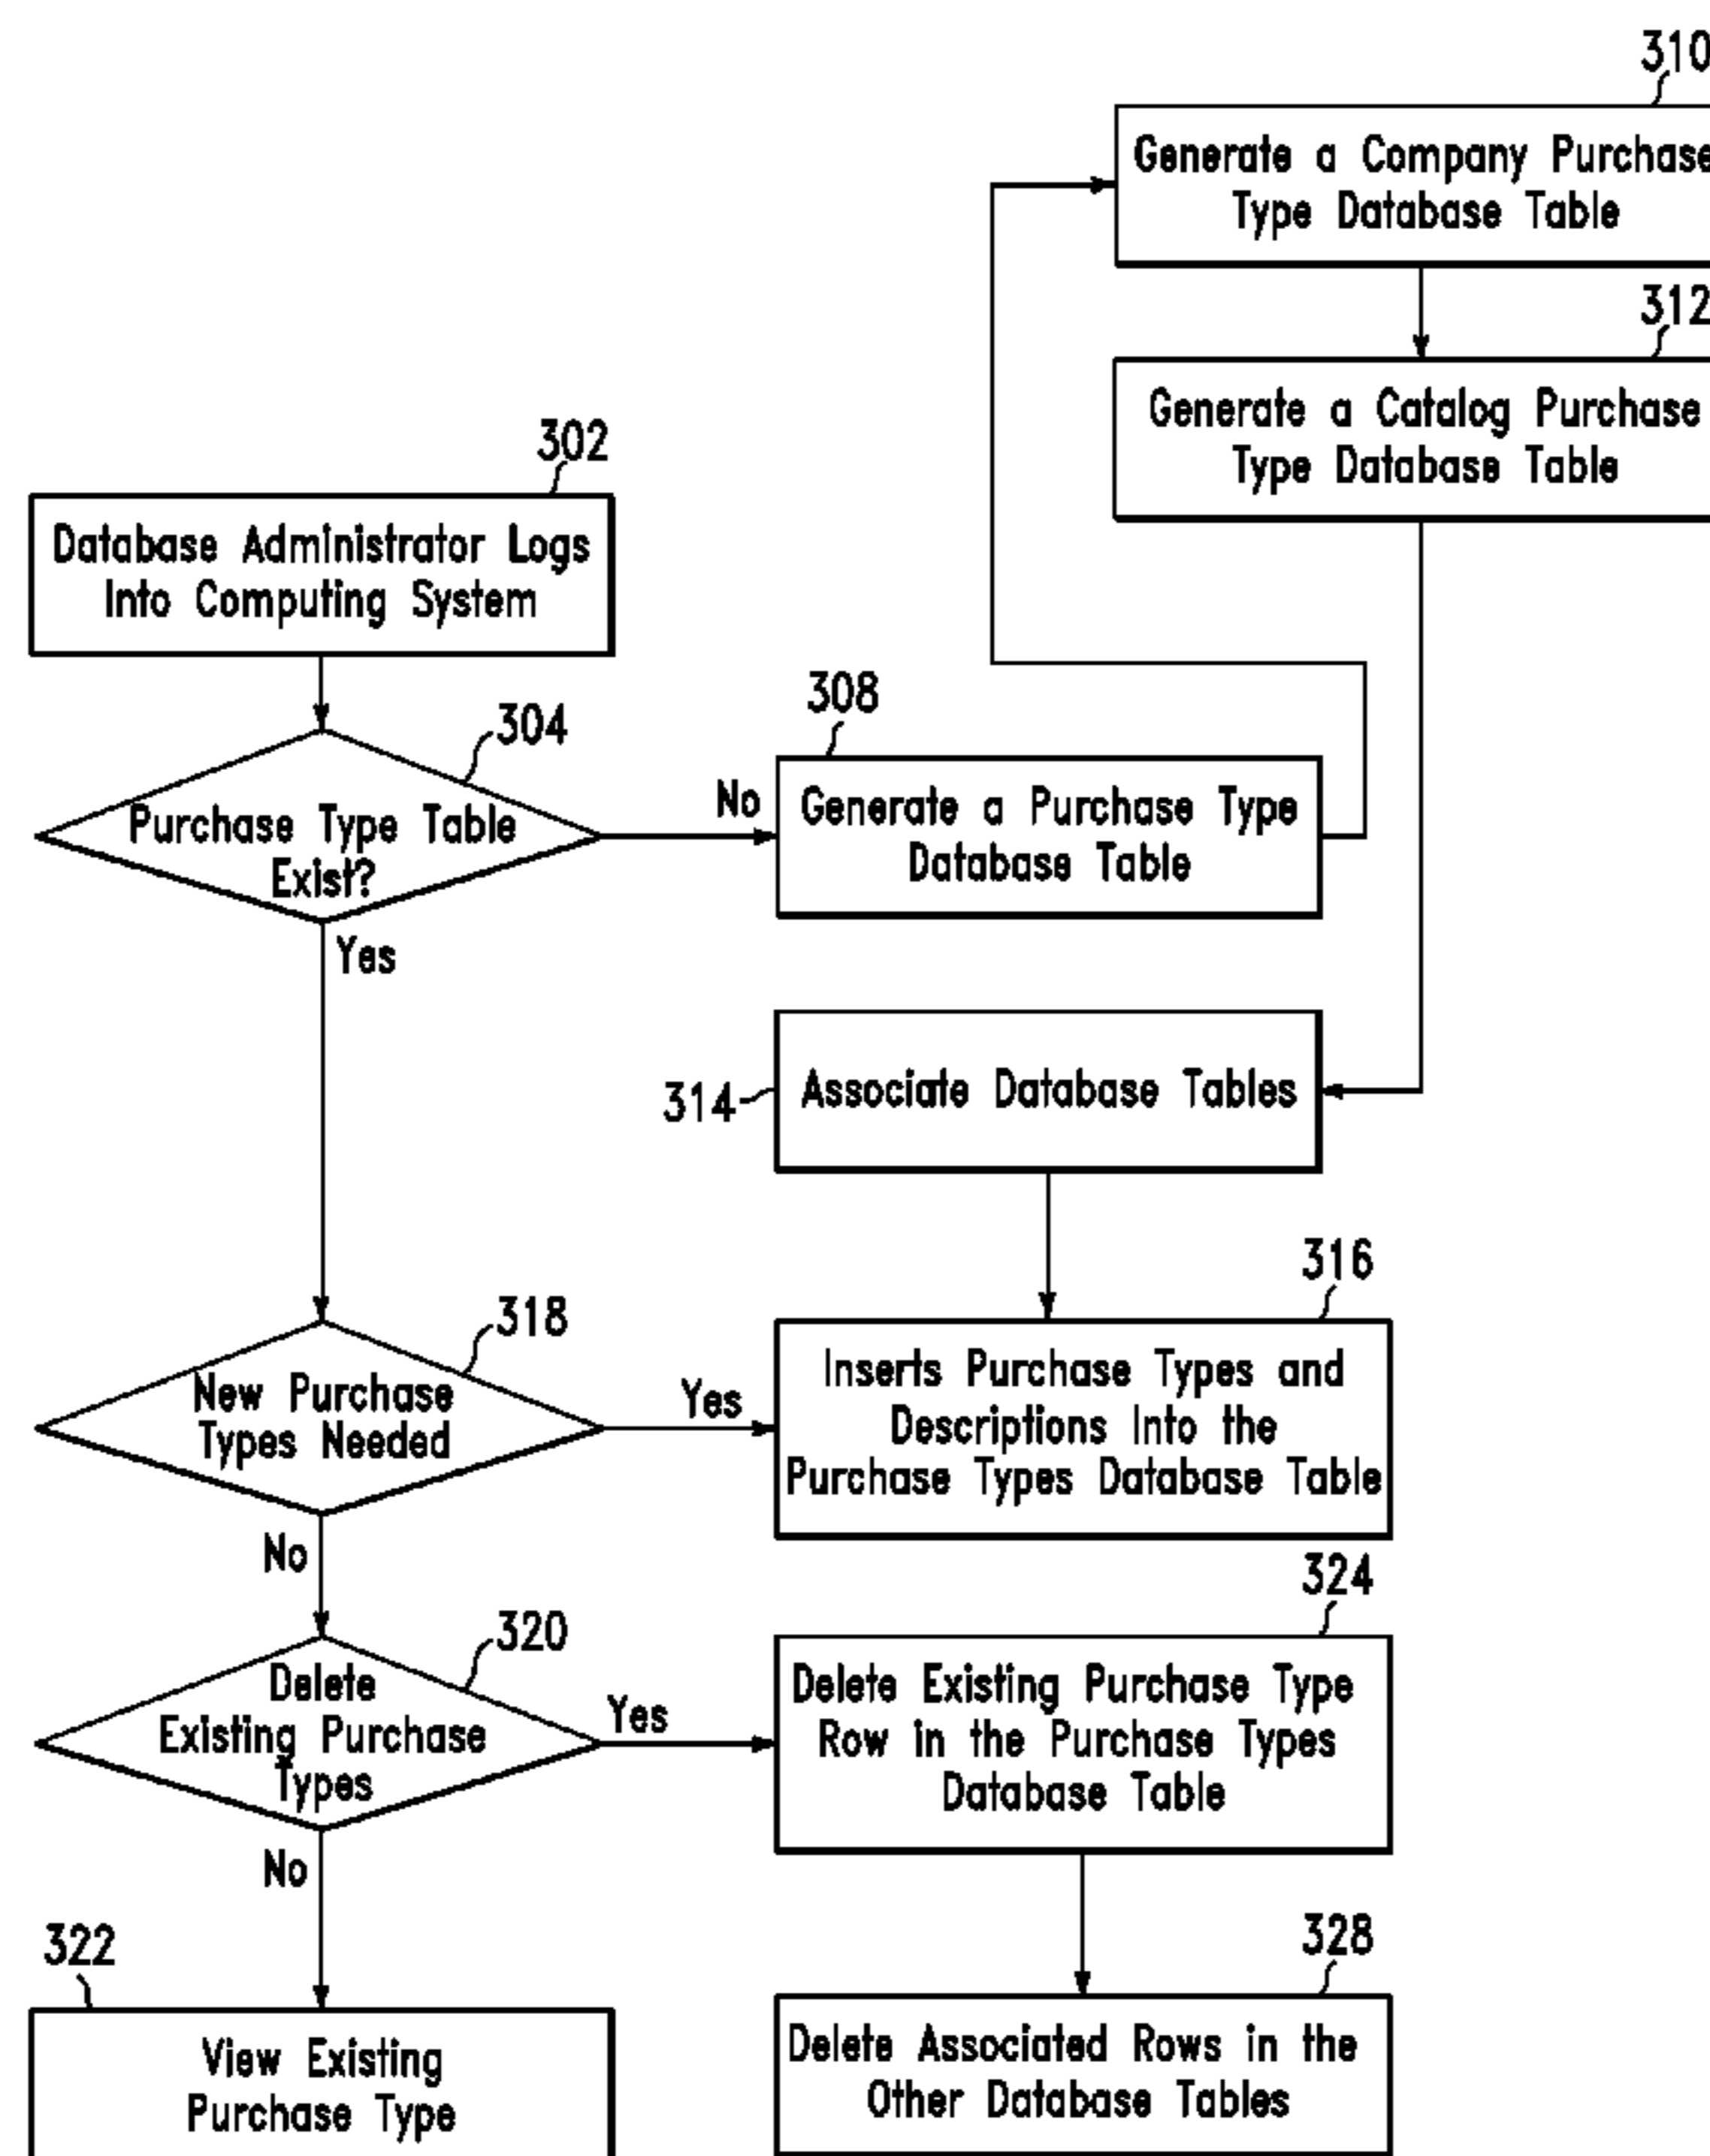 310
Generate a Company Purchase
Type Database Table
312
Generate a Catalog Purchase
Type Database Table
302
Database Administrator Logs
Into Computing System
304
Purchase Type Table
Exist?
No
Yes
308
Generate a Purchase Type
Database Table
314
Associate Database Tables
316
Inserts Purchase Types and
Descriptions Into the
Purchase Types Database Table
318
New Purchase
Types Needed
Yes
No
320
Delete
Existing Purchase
Types
Yes
No
324
Delete Existing Purchase Type
Row in the Purchase Types
Database Table
322
View Existing
Purchase Type
328
Delete Associated Rows in the
Other Database Tables